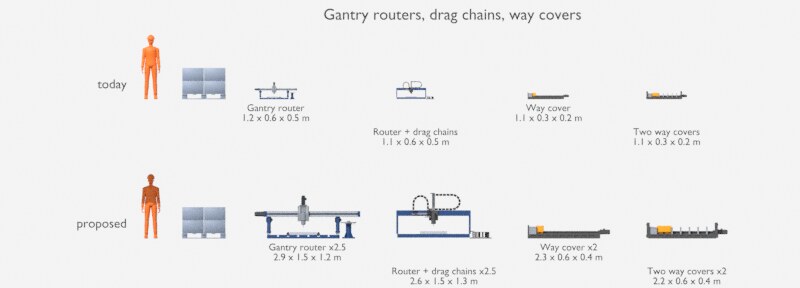 Gantry routers, drag chains, way covers
today
Gantry router
1.2 x 0.6 x 0.5 m
Router + drag chains
1.1 x 0.6 x 0.5 m
Way cover
1.1 x 0.3 x 0.2 m
Two way covers
1.1 x 0.3 x 0.2 m
proposed
Gantry router x2.5
2.9 x 1.5 x 1.2 m
Router + drag chains x2.5
2.6 x 1.5 x 1.3 m
Way cover x2
2.3 x 0.6 x 0.4 m
Two way covers x2
2.2 x 0.6 x 0.4 m